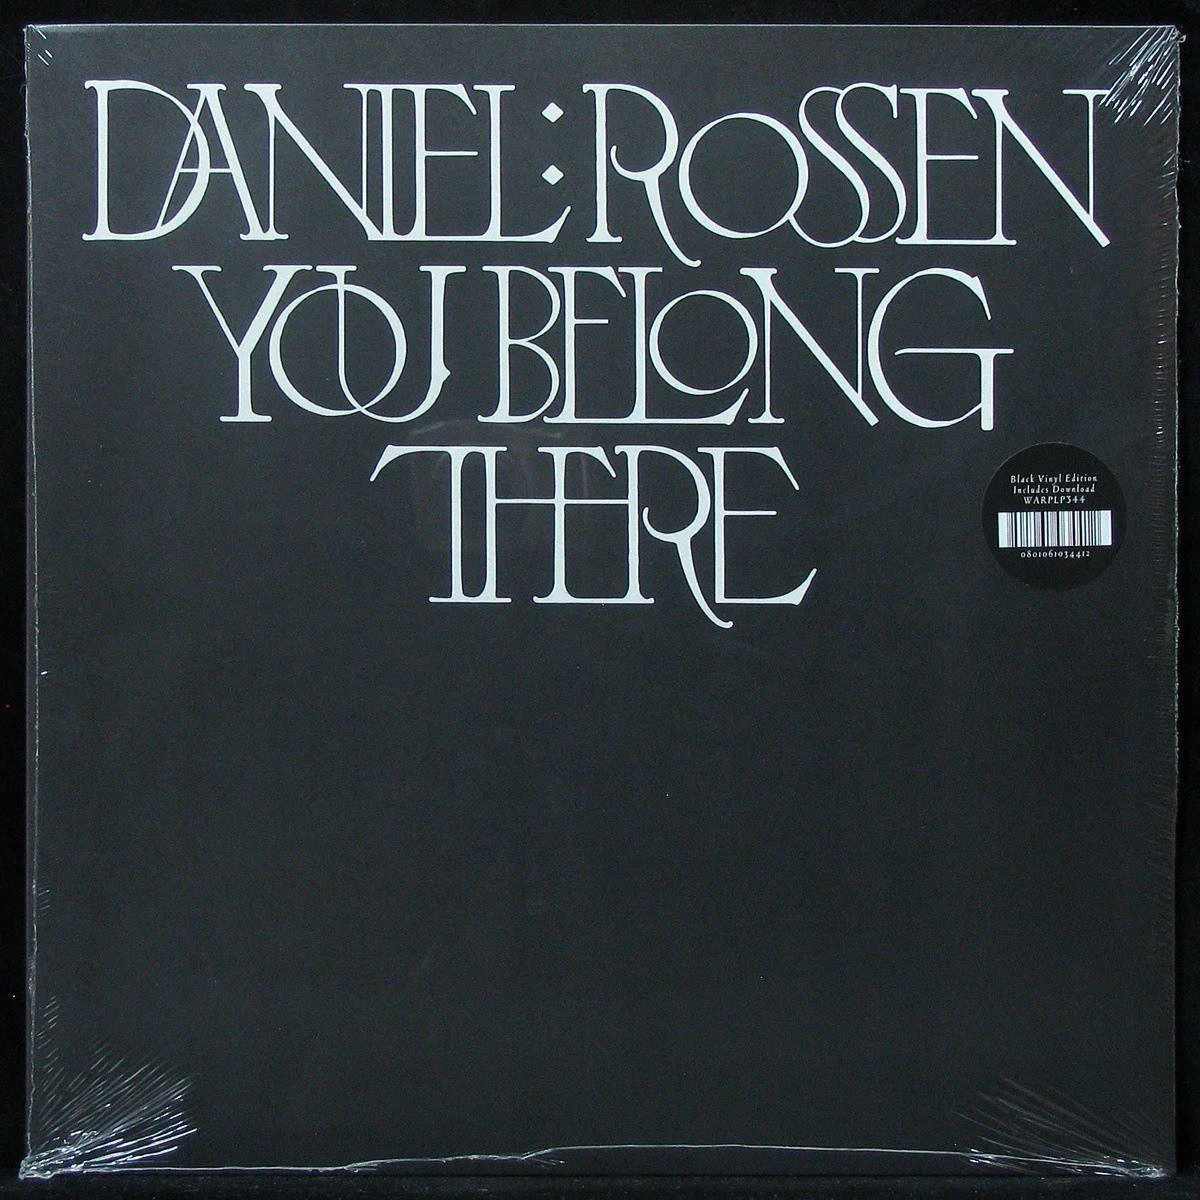 DANIEL: ROSSEN
YOU BELONG
THERE
Black Vinyl Edition
Includes Download
WARPLP344
0801061034412